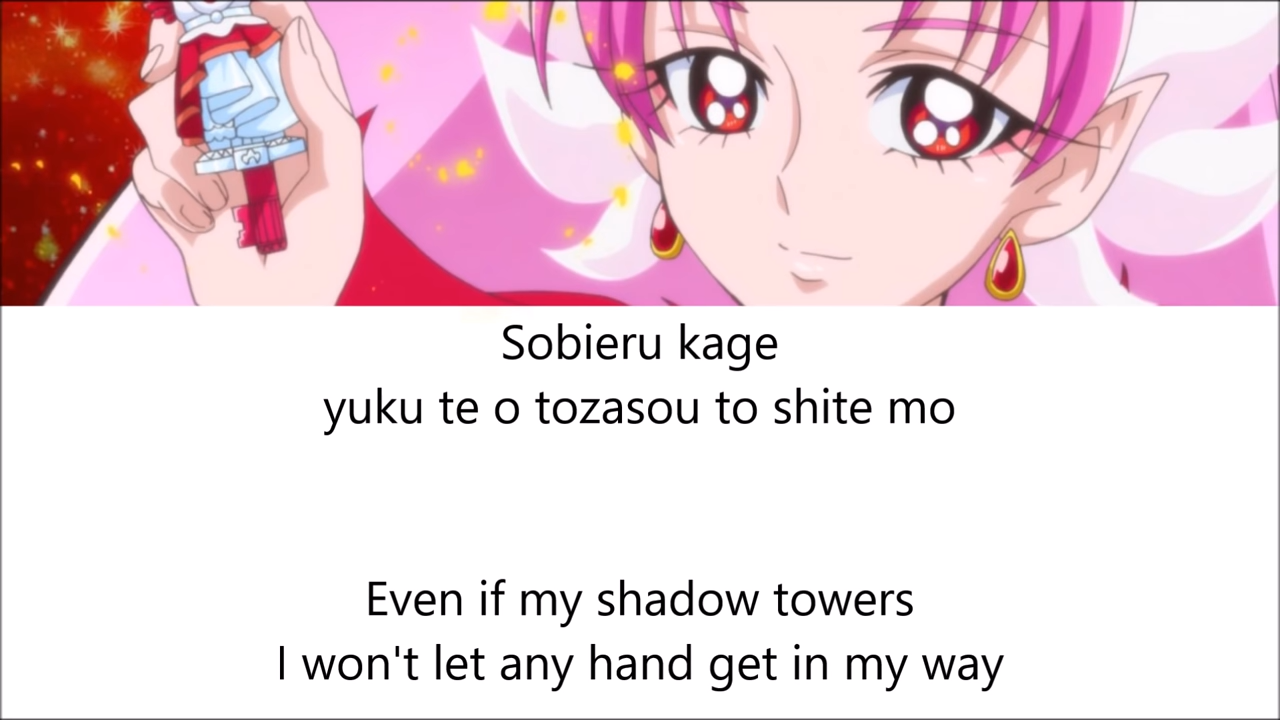 Sobieru kage
yuku te o tozasou to shite mo
Even if my shadow towers
I won't let any hand get in my way